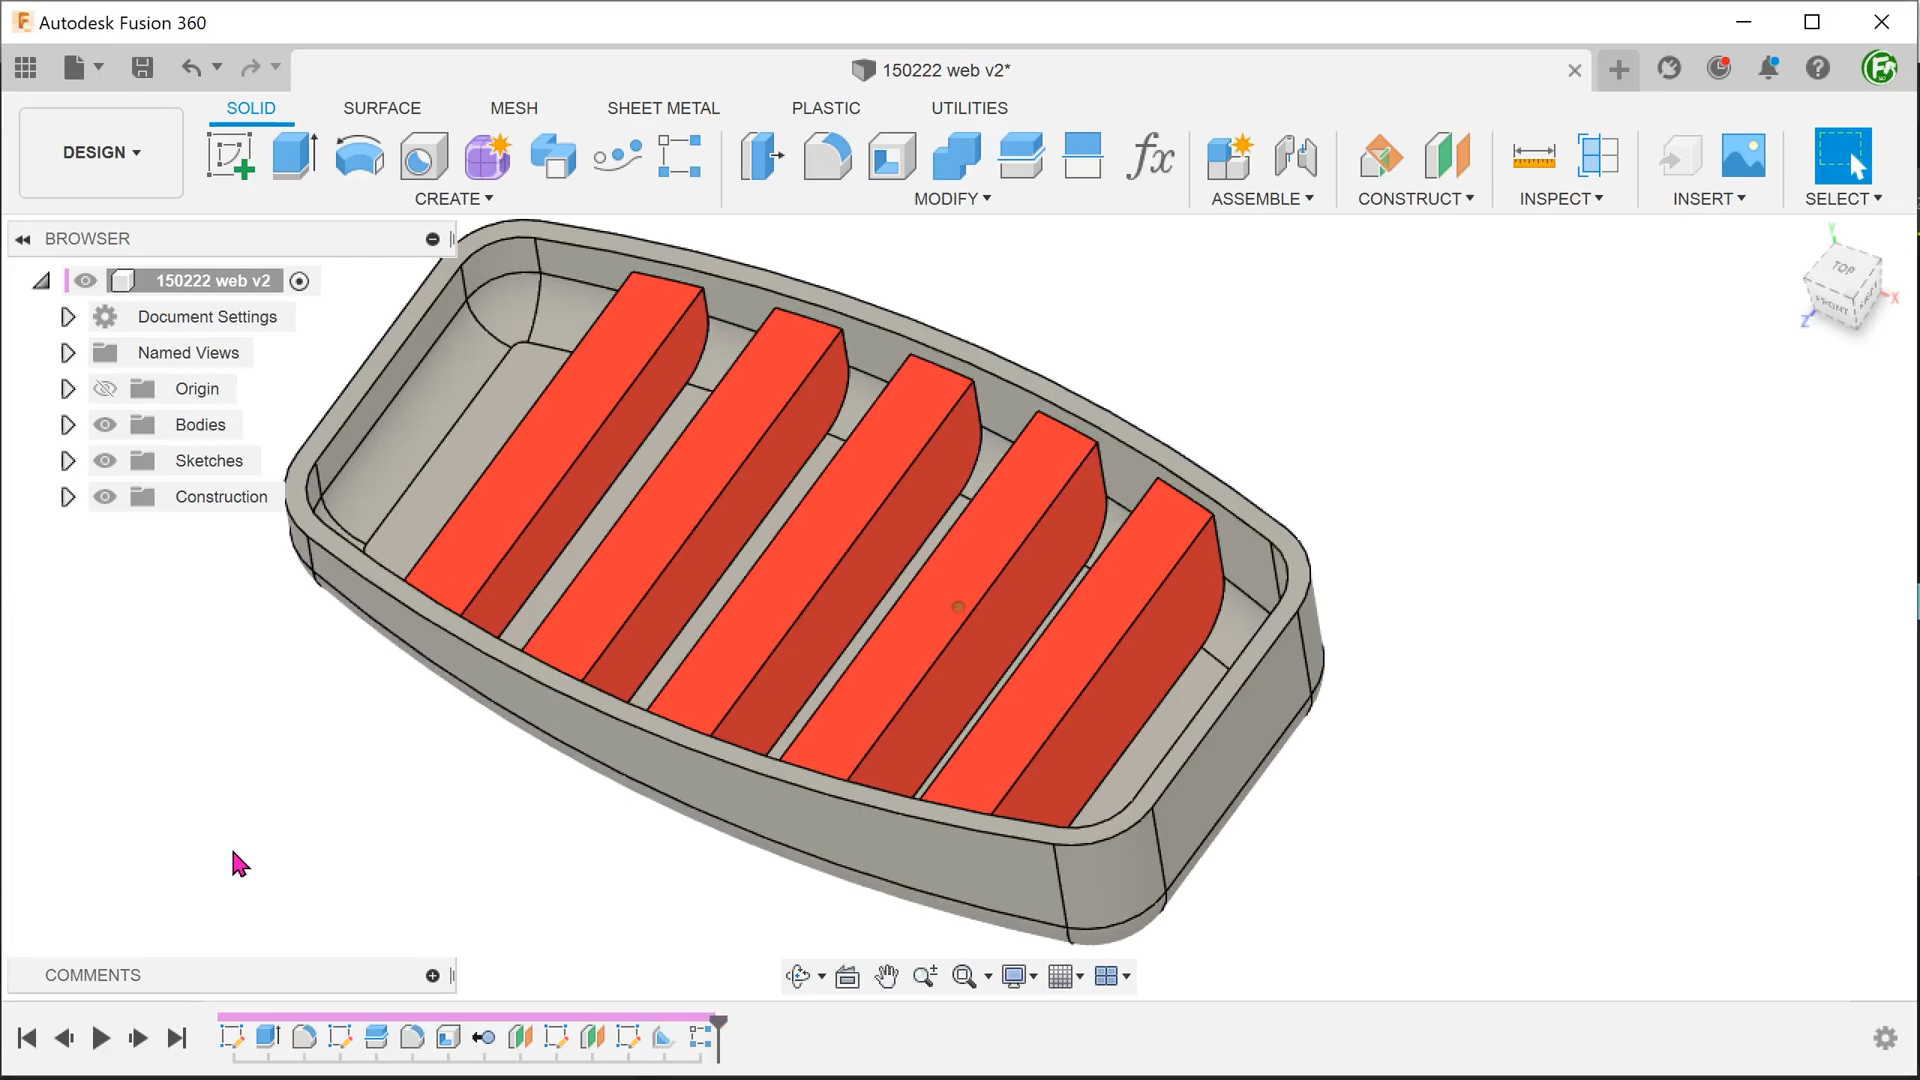 Autodesk Fusion 360
150222 web v2*
SOLID SURFACE MESH SHEET METAL PLASTIC UTILITIES
DESIGN
fx
CREATE MODIFY ASSEMBLE CONSTRUCT INSPECT INSERT SELECT
BROWSER
150222 web v2
Document Settings
Named Views
Origin
Bodies
Sketches
Construction
Y
TOP
FRONT
X
Z
COMMENTS